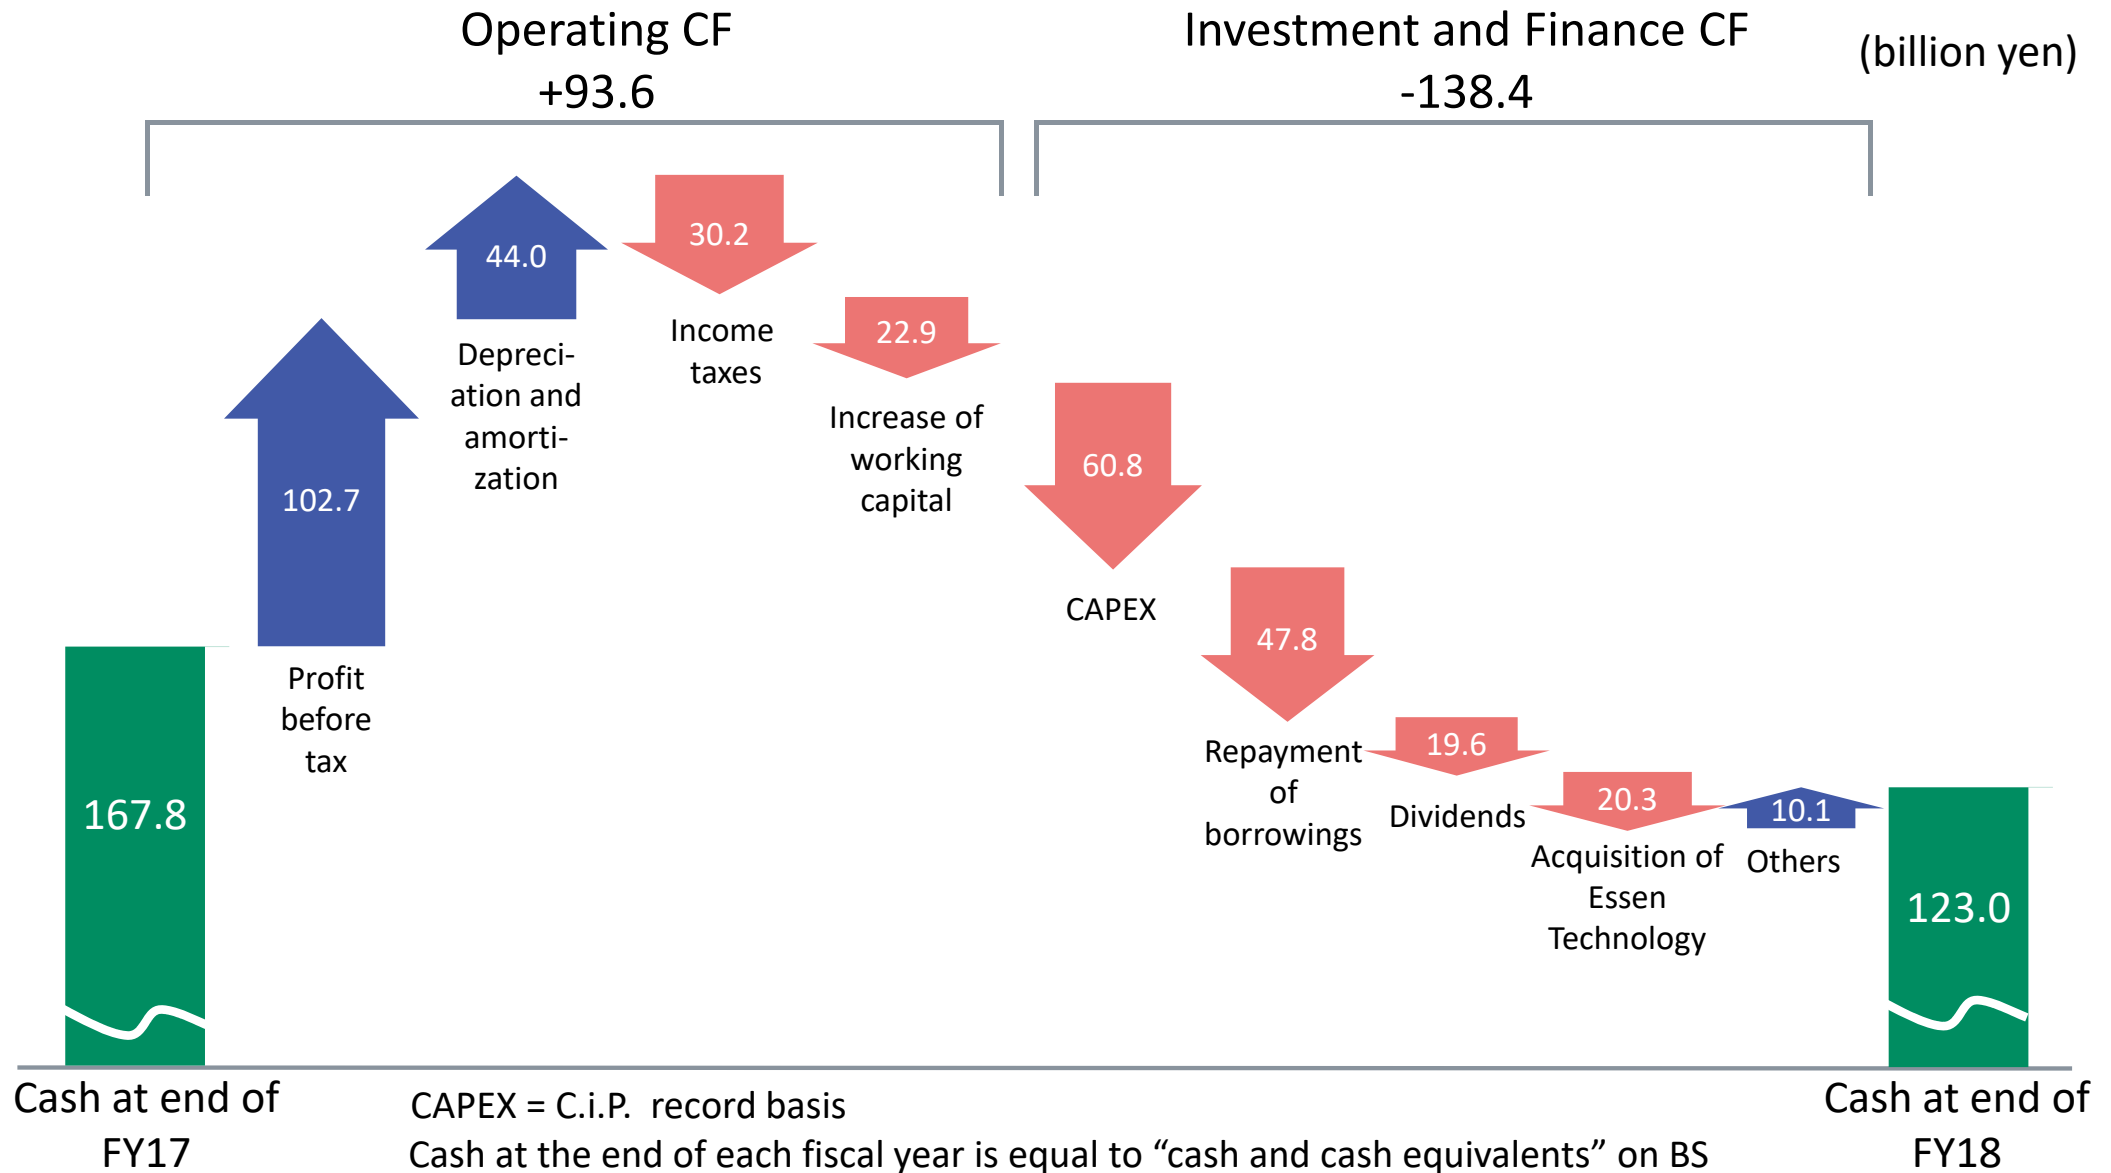 Operating CF
+93.6
Investment and Finance CF
-138.4
(billion yen)
167.8
Cash at end of
FY17
102.7
Profit
before
tax
44.0
Depreci-
ation and
amorti-
zation
30.2
Income
taxes
22.9
Increase of
working
capital
60.8
CAPEX
47.8
Repayment
of
borrowings
19.6
Dividends
20.3
Acquisition of
Essen
Technology
10.1
Others
123.0
Cash at end of
FY18
CAPEX = C.i.P. record basis
Cash at the end of each fiscal year is equal to “cash and cash equivalents” on BS